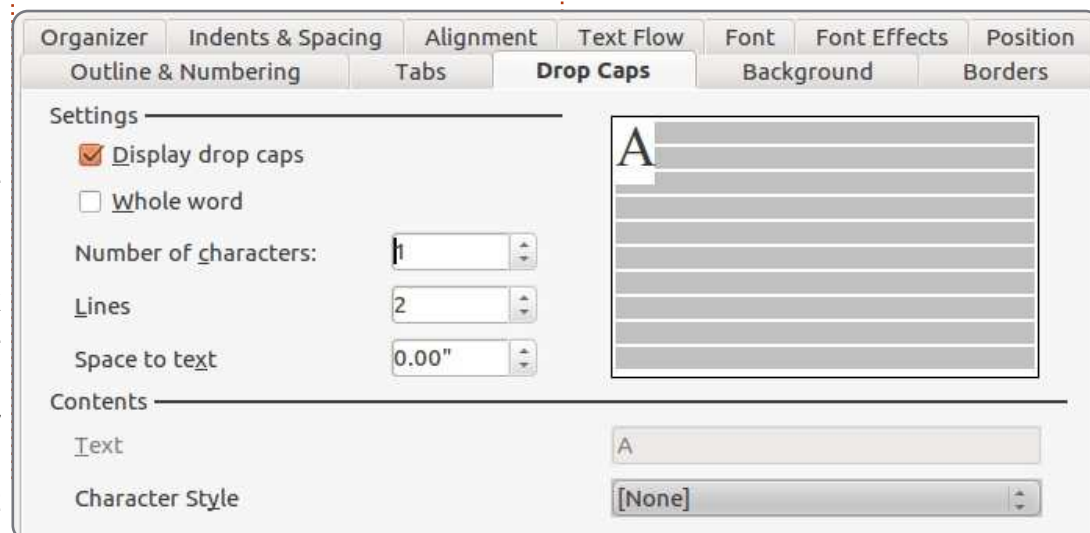 Organizer Indents & Spacing Alignment Text Flow Font Font Effects Position
Outline & Numbering Tabs Drop Caps Background Borders
Settings
Display drop caps
Whole word
Number of characters: 1
Lines 2
Space to text 0.00"
A
Contents
Text A
Character Style [None]